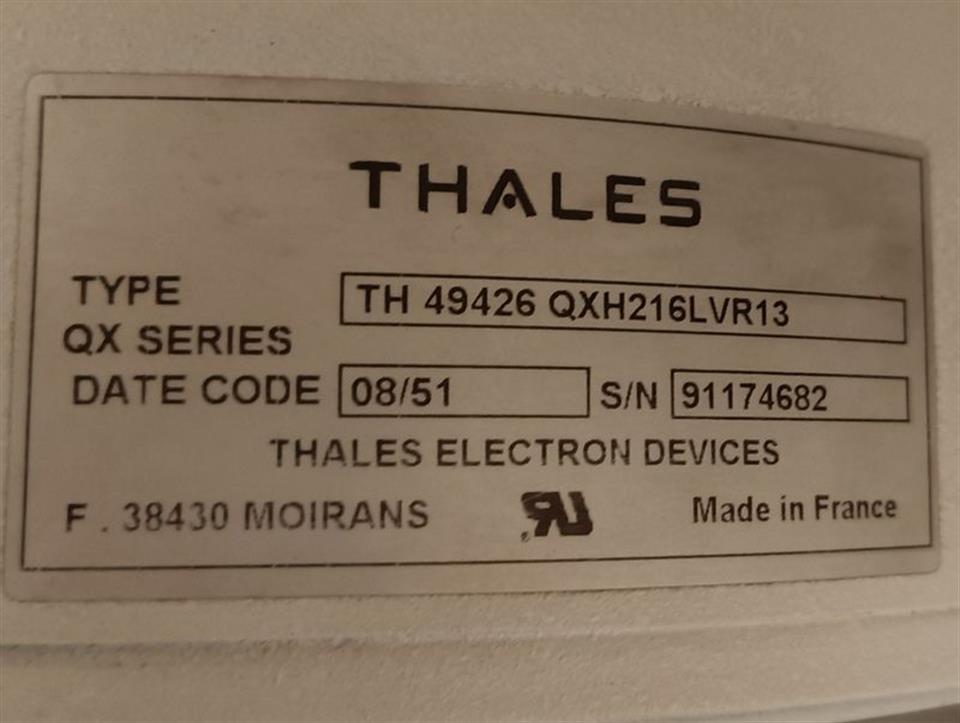 THALES
TYPE TH 49426 QXH216LVR13
QX SERIES
DATE CODE 08/51 S/N 91174682
THALES ELECTRON DEVICES
F . 38430 MOIRANS RU Made in France